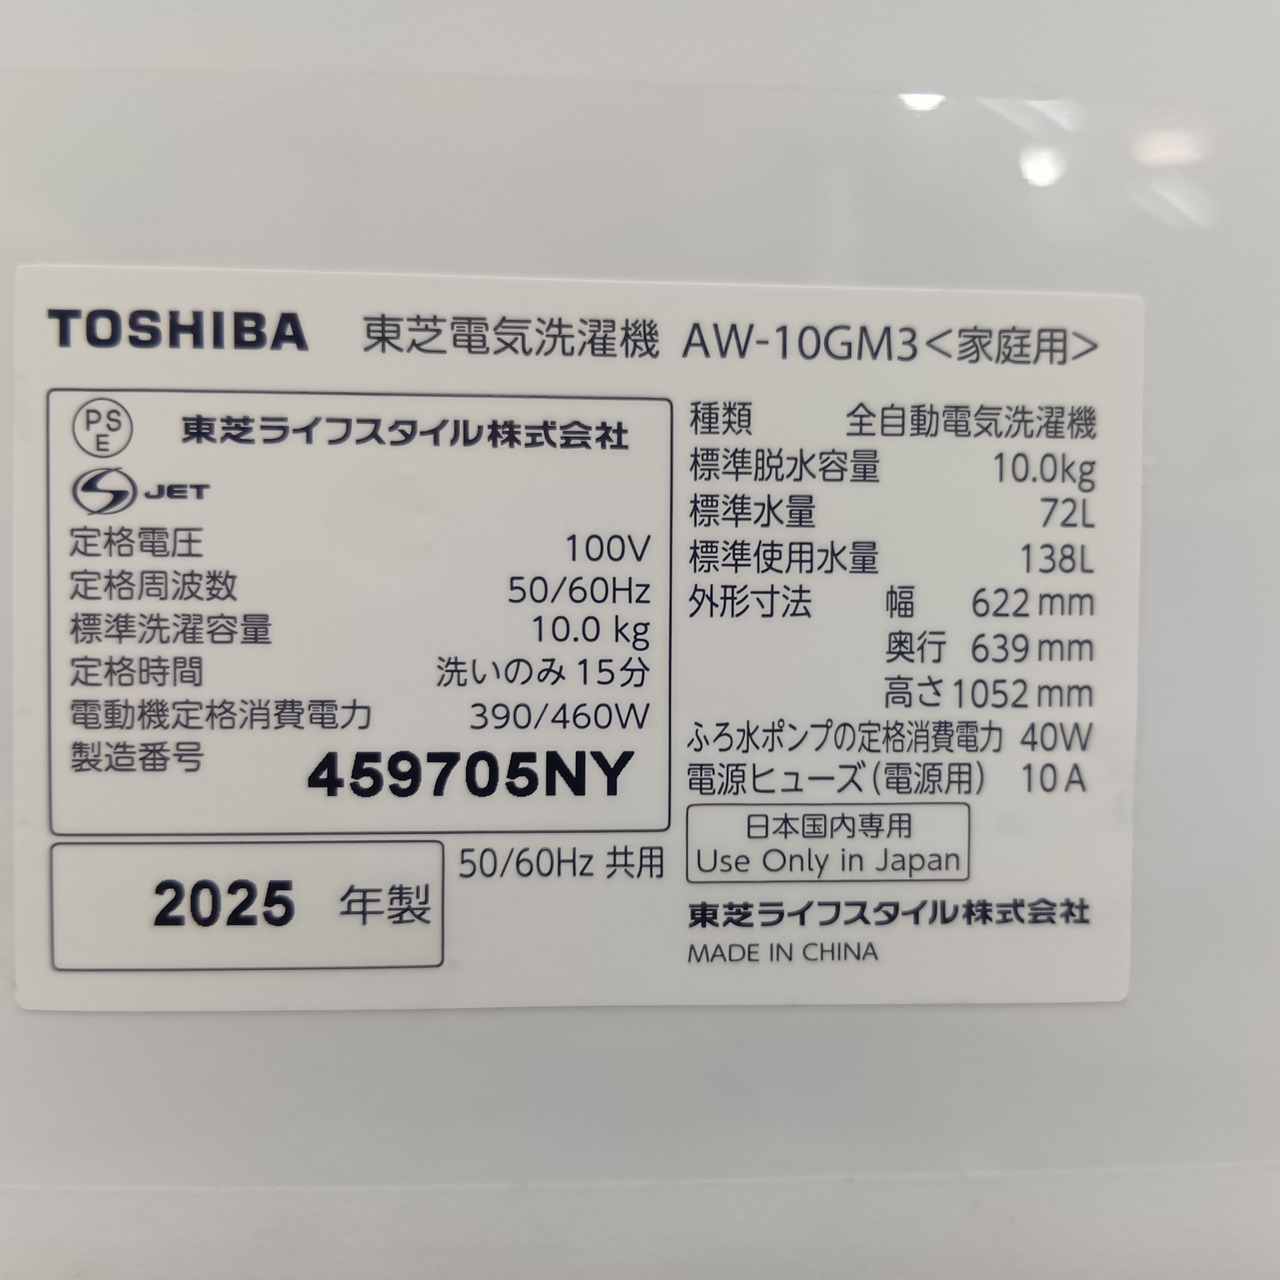 TOSHIBA 東芝電気洗濯機 AW-10GM3<家庭用>
PS
E
東芝ライフスタイル株式会社
S JET
定格電圧 100V
定格周波数 50/60Hz
標準洗濯容量 10.0 kg
定格時間 洗いのみ 15分
電動機定格消費電力 390/460W
製造番号 459705NY
2025 年製
50/60Hz 共用
種類 全自動電気洗濯機
標準脱水容量 10.0kg
標準水量 72L
標準使用水量 138L
外形寸法 幅 622 mm
奥行 639 mm
高さ 1052 mm
ふろ水ポンプの定格消費電力 40W
電源ヒューズ(電源用) 10 A
日本国内専用
Use Only in Japan
東芝ライフスタイル株式会社
MADE IN CHINA